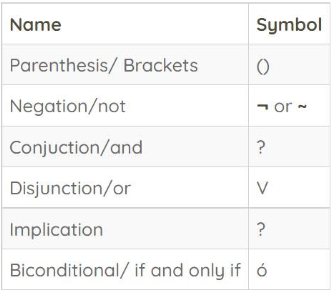 Name Symbol
Parenthesis/ Brackets ()
Negation/not ¬ or ~
Conjuction/and ?
Disjunction/or V
Implication ?
Biconditional/ if and only if ó